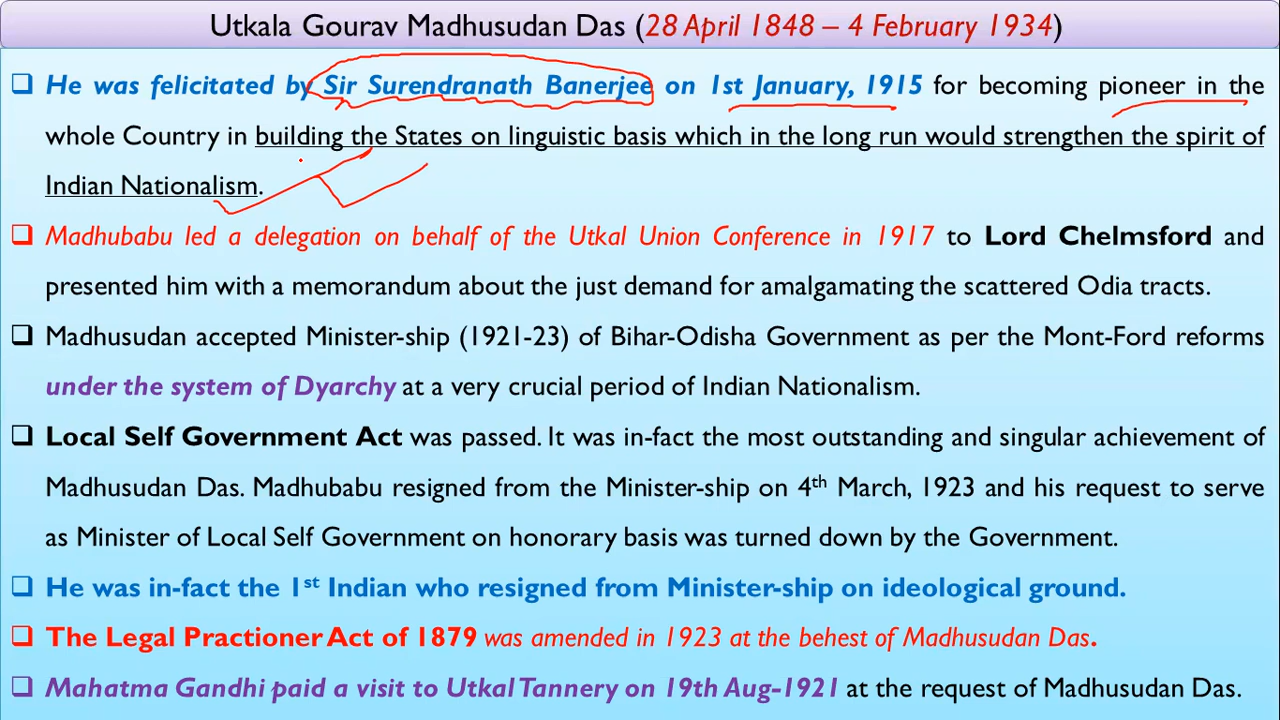 Utkala Gourav Madhusudan Das (28 April 1848 – 4 February 1934)
❑ He was felicitated by Sir Surendranath Banerjee on 1st January, 1915 for becoming pioneer in the
whole Country in building the States on linguistic basis which in the long run would strengthen the spirit of
Indian Nationalism.
❑ Madhubabu led a delegation on behalf of the Utkal Union Conference in 1917 to Lord Chelmsford and
presented him with a memorandum about the just demand for amalgamating the scattered Odia tracts.
❑ Madhusudan accepted Minister-ship (1921-23) of Bihar-Odisha Government as per the Mont-Ford reforms
under the system of Dyarchy at a very crucial period of Indian Nationalism.
❑ Local Self Government Act was passed. It was in-fact the most outstanding and singular achievement of
Madhusudan Das. Madhubabu resigned from the Minister-ship on 4th March, 1923 and his request to serve
as Minister of Local Self Government on honorary basis was turned down by the Government.
❑ He was in-fact the 1st Indian who resigned from Minister-ship on ideological ground.
❑ The Legal Practioner Act of 1879 was amended in 1923 at the behest of Madhusudan Das.
❑ Mahatma Gandhi paid a visit to Utkal Tannery on 19th Aug-1921 at the request of Madhusudan Das.